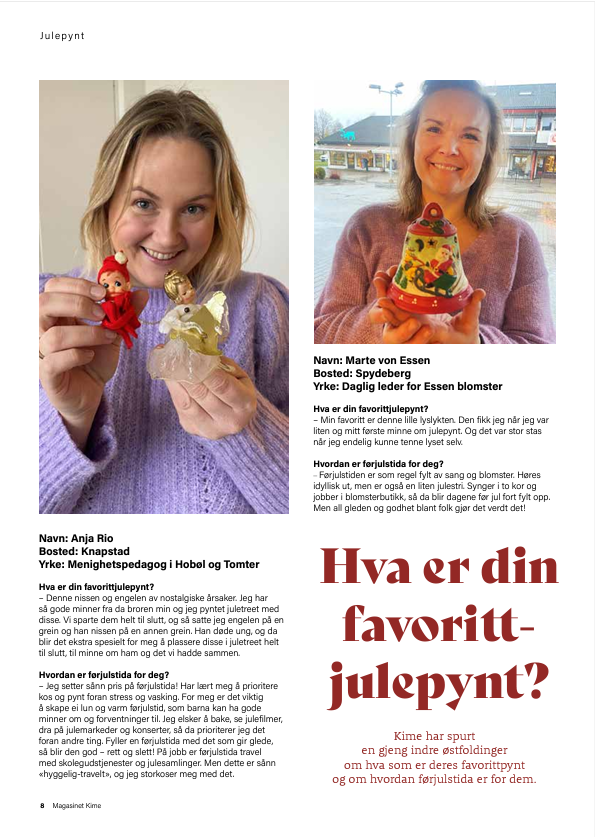 Julepynt
Navn: Anja Rio
Bosted: Knapstad
Yrke: Menighetspedagog i Hobøl og Tomter
Hva er din favorittjulepynt?
– Denne nissen og engelen av nostalgiske årsaker. Jeg har
så gode minner fra da broren min og jeg pyntet juletreet med
disse. Vi sparte dem helt til slutt, og så satte jeg engelen på en
grein og han nissen på en annen grein. Han døde ung, og da
blir det ekstra spesielt for meg å plassere disse i juletreet helt
til slutt, til minne om ham og det vi hadde sammen.
Hvordan er førjulstida for deg?
– Jeg setter sånn pris på førjulstida! Har lært meg å prioritere
kos og pynt foran stress og vasking. For meg er det viktig
å skape ei lun og varm førjulstid, som barna kan ha gode
minner om og forventninger til. Jeg elsker å bake, se julefilmer,
dra på julemarkeder og konserter, så da prioriterer jeg det
foran andre ting. Fyller en førjulstida med det som gir glede,
så blir den god – rett og slett! På jobb er førjulstida travel
med skolegudstjenester og julesamlinger. Men dette er sånn
«hyggelig-travelt», og jeg storkoser meg med det.
Navn: Marte von Essen
Bosted: Spydeberg
Yrke: Daglig leder for Essen blomster
Hva er din favorittjulepynt?
– Min favoritt er denne lille lyslykten. Den fikk jeg når jeg var
liten og mitt første minne om julepynt. Og det var stor stas
når jeg endelig kunne tenne lyset selv.
Hvordan er førjulstida for deg?
– Førjulstiden er som regel fylt av sang og blomster. Høres
idyllisk ut, men er også en liten julestri. Synger i to kor og
jobber i blomsterbutikk, så da blir dagene før jul fort fylt opp.
Men all gleden og godhet blant folk gjør det verdt det!
Hva er din
favoritt-
julepynt?
Kime har spurt
en gjeng indre østfoldinger
om hva som er deres favorittpynt
og om hvordan førjulstida er for dem.
8 Magasinet Kime